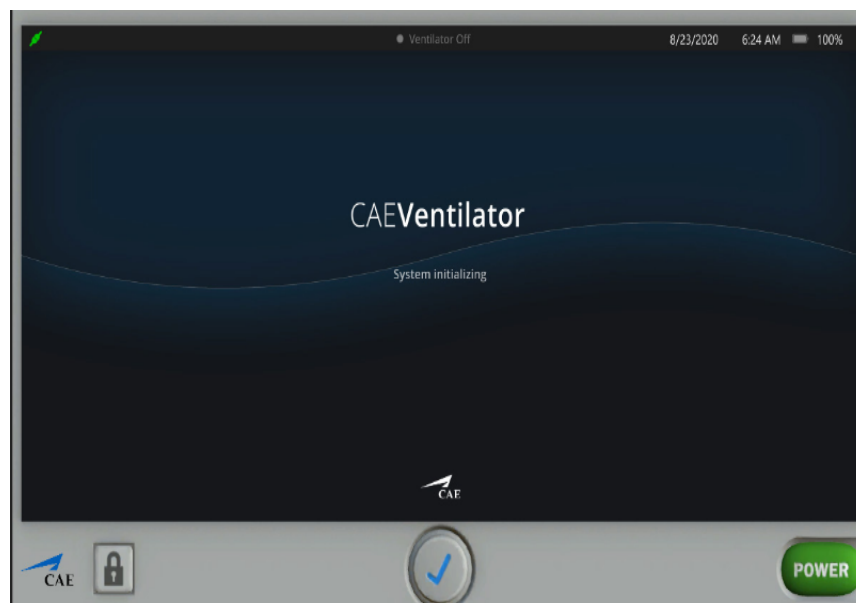 Ventilator Off 8/23/2020 6:24 AM 100%
CAEVentilator
System initializing
CAE
CAE
POWER